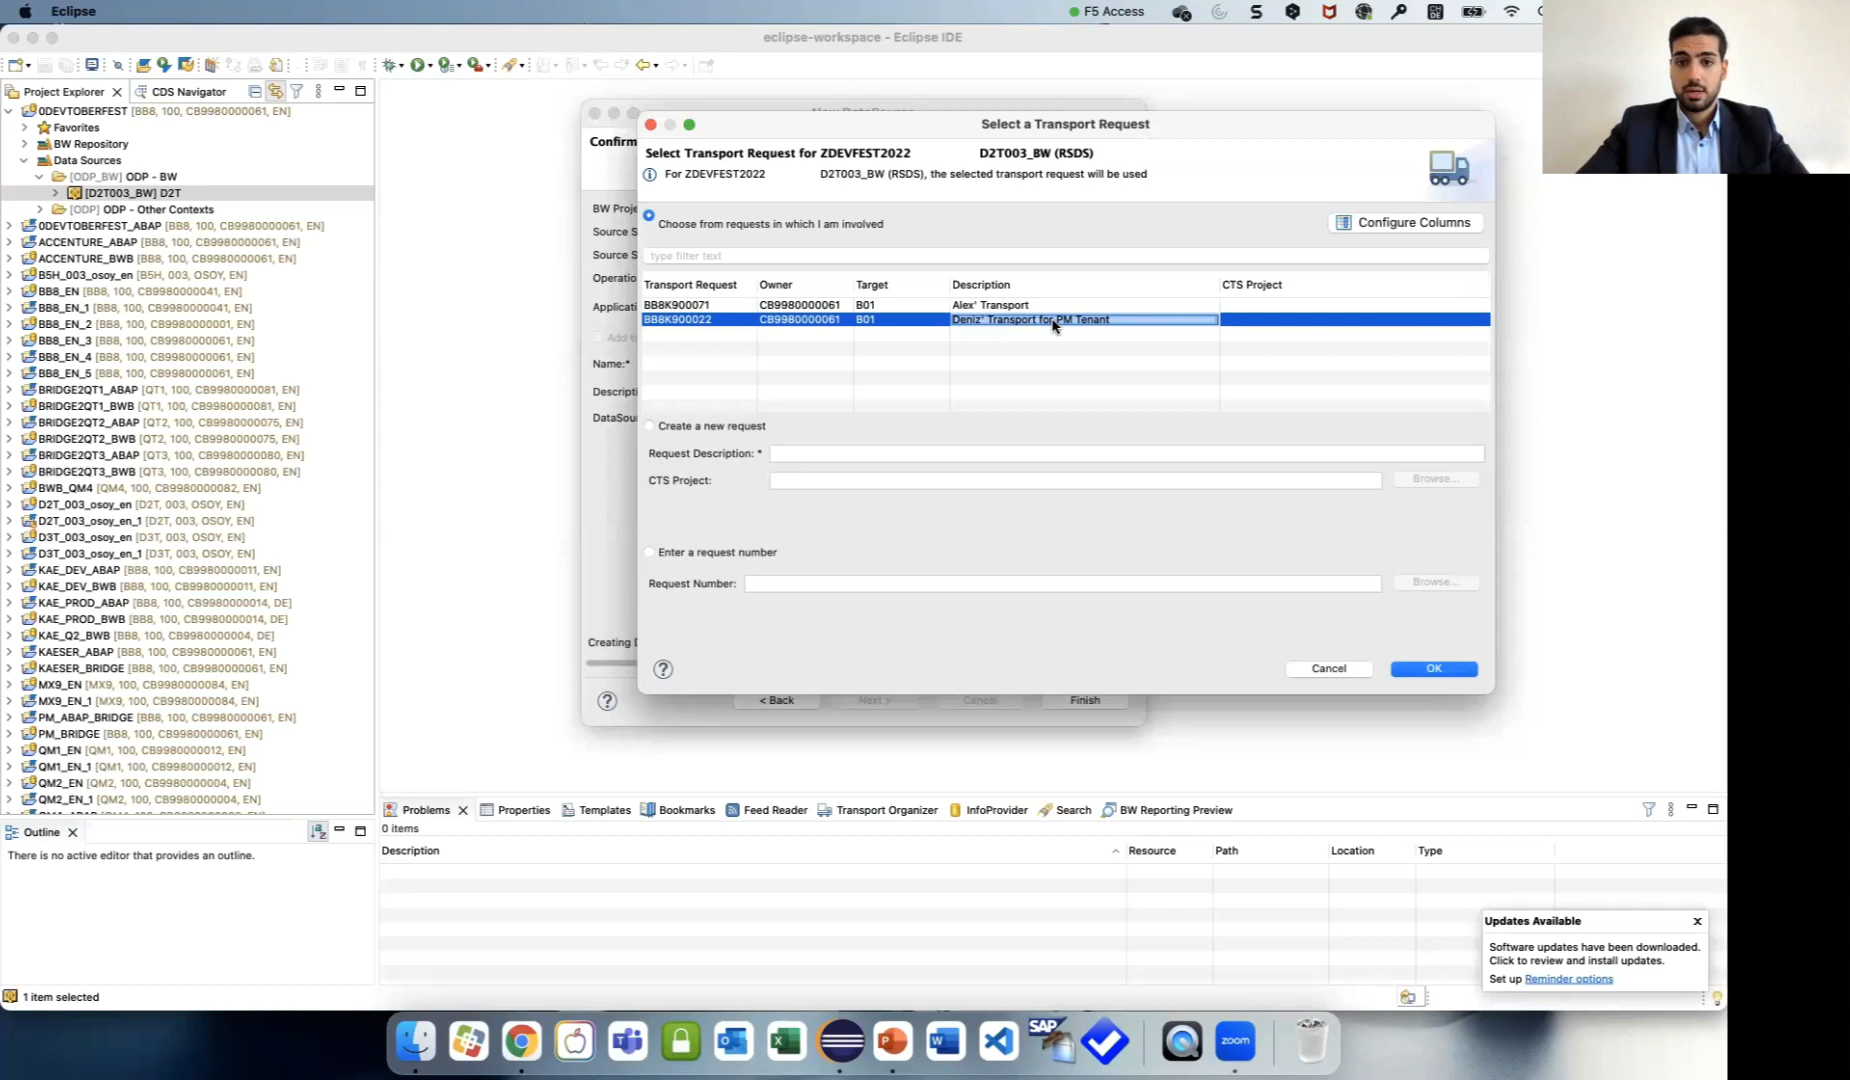 Eclipse
F5 Access
eclipse-workspace - Eclipse IDE
Project Explorer
CDS Navigator
0DEVTOBERFEST [BB8, 100, CB9980000061, EN]
Favorites
BW Repository
Data Sources
[ODP_BW] ODP - BW
[D2T003_BW] D2T
[ODP] ODP - Other Contexts
0DEVTOBERFEST_ABAP [BB8, 100, CB9980000061, EN]
ACCENTURE_ABAP [BB8, 100, CB9980000061, EN]
ACCENTURE_BWB [BB8, 100, CB9980000061, EN]
B5H_003_osoy_en [B5H, 003, OSOY, EN]
BB8_EN [BB8, 100, CB9980000041, EN]
BB8_EN_1 [BB8, 100, CB9980000041, EN]
BB8_EN_2 [BB8, 100, CB9980000061, EN]
BB8_EN_3 [BB8, 100, CB9980000061, EN]
BB8_EN_4 [BB8, 100, CB9980000061, EN]
BB8_EN_5 [BB8, 100, CB9980000061, EN]
BRIDGE2QT1_ABAP [QT1, 100, CB9980000081, EN]
BRIDGE2QT1_BWB [QT1, 100, CB9980000081, EN]
BRIDGE2QT2_ABAP [QT2, 100, CB9980000075, EN]
BRIDGE2QT2_BWB [QT2, 100, CB9980000075, EN]
BRIDGE2QT3_ABAP [QT3, 100, CB9980000080, EN]
BRIDGE2QT3_BWB [QT3, 100, CB9980000080, EN]
BWB_QM4 [QM4, 100, CB9980000082, EN]
D2T_003_osoy_en [D2T, 003, OSOY, EN]
D2T_003_osoy_en_1 [D2T, 003, OSOY, EN]
D3T_003_osoy_en [D3T, 003, OSOY, EN]
D3T_003_osoy_en_1 [D3T, 003, OSOY, EN]
KAE_DEV_ABAP [BB8, 100, CB9980000011, EN]
KAE_DEV_BWB [BB8, 100, CB9980000011, EN]
KAE_PROD_ABAP [BB8, 100, CB9980000014, DE]
KAE_PROD_BWB [BB8, 100, CB9980000014, DE]
KAE_Q2_BWB [BB8, 100, CB9980000004, DE]
KAESER_ABAP [BB8, 100, CB9980000061, EN]
KAESER_BRIDGE [BB8, 100, CB9980000061, EN]
MX9_EN [MX9, 100, CB9980000084, EN]
MX9_EN_1 [MX9, 100, CB9980000084, EN]
PM_ABAP_BRIDGE [BB8, 100, CB9980000061, EN]
PM_BRIDGE [BB8, 100, CB9980000061, EN]
QM1_EN [QM1, 100, CB9980000012, EN]
QM1_EN_1 [QM1, 100, CB9980000012, EN]
QM2_EN [QM2, 100, CB9980000004, EN]
QM2_EN_1 [QM2, 100, CB9980000004, EN]
Outline
There is no active editor that provides an outline.
1 item selected
Confirm
BW Proje
Source S
Source S
Operatio
Applicati
Add to
Name:*
Descripti
DataSou
Creating D
< Back
Next >
Cancel
Finish
Select a Transport Request
Select Transport Request for ZDEVFEST2022 D2T003_BW (RSDS)
For ZDEVFEST2022 D2T003_BW (RSDS), the selected transport request will be used
Choose from requests in which I am involved
Configure Columns
type filter text
Transport Request Owner Target Description CTS Project
BB8K900071 CB9980000061 B01 Alex' Transport
BB8K900022 CB9980000061 B01 Deniz' Transport for PM Tenant
Create a new request
Request Description: *
CTS Project:
Browse...
Enter a request number
Request Number:
Browse...
Cancel
OK
Problems
Properties
Templates
Bookmarks
Feed Reader
Transport Organizer
InfoProvider
Search
BW Reporting Preview
0 items
Description Resource Path Location Type
Updates Available
Software updates have been downloaded.
Click to review and install updates.
Set up Reminder options
SAP
zoom